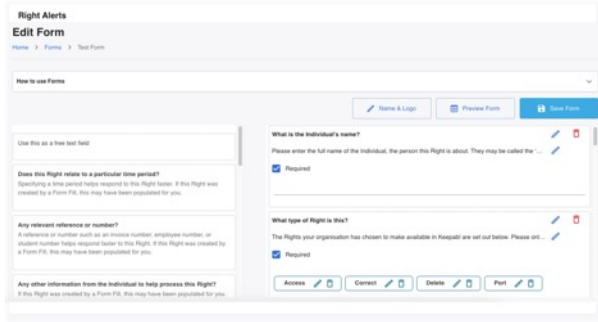 Right Alerts
Edit Form
Home > Forms > Test Form
How to use Forms
Name & Logo
Preview Form
Save Form
Use this as a free text field
Does this Right relate to a particular time period?
Specifying a time period helps respond to this Right faster. If this Right was
created by a Form Fill, this may have been populated for you.
Any relevant reference or number?
A reference or number such as an invoice number, employee number, or
student number helps respond faster to this Right. If this Right was created by
a Form Fill, this may have been populated for you.
Any other information from the Individual to help process this Right?
If this Right was created by a Form Fill, this may have been populated for you.
What is the Individual's name?
Please enter the full name of the Individual, the person this Right is about. They may be called the '...
Required
What type of Right is this?
The Rights your organisation has chosen to make available in Keepabl are set out below. Please onl...
Required
Access
Correct
Delete
Port